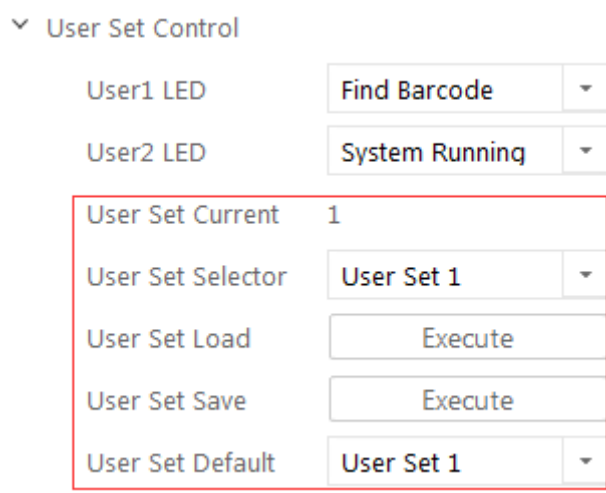 User Set Control
User1 LED Find Barcode
User2 LED System Running
User Set Current 1
User Set Selector User Set 1
User Set Load Execute
User Set Save Execute
User Set Default User Set 1